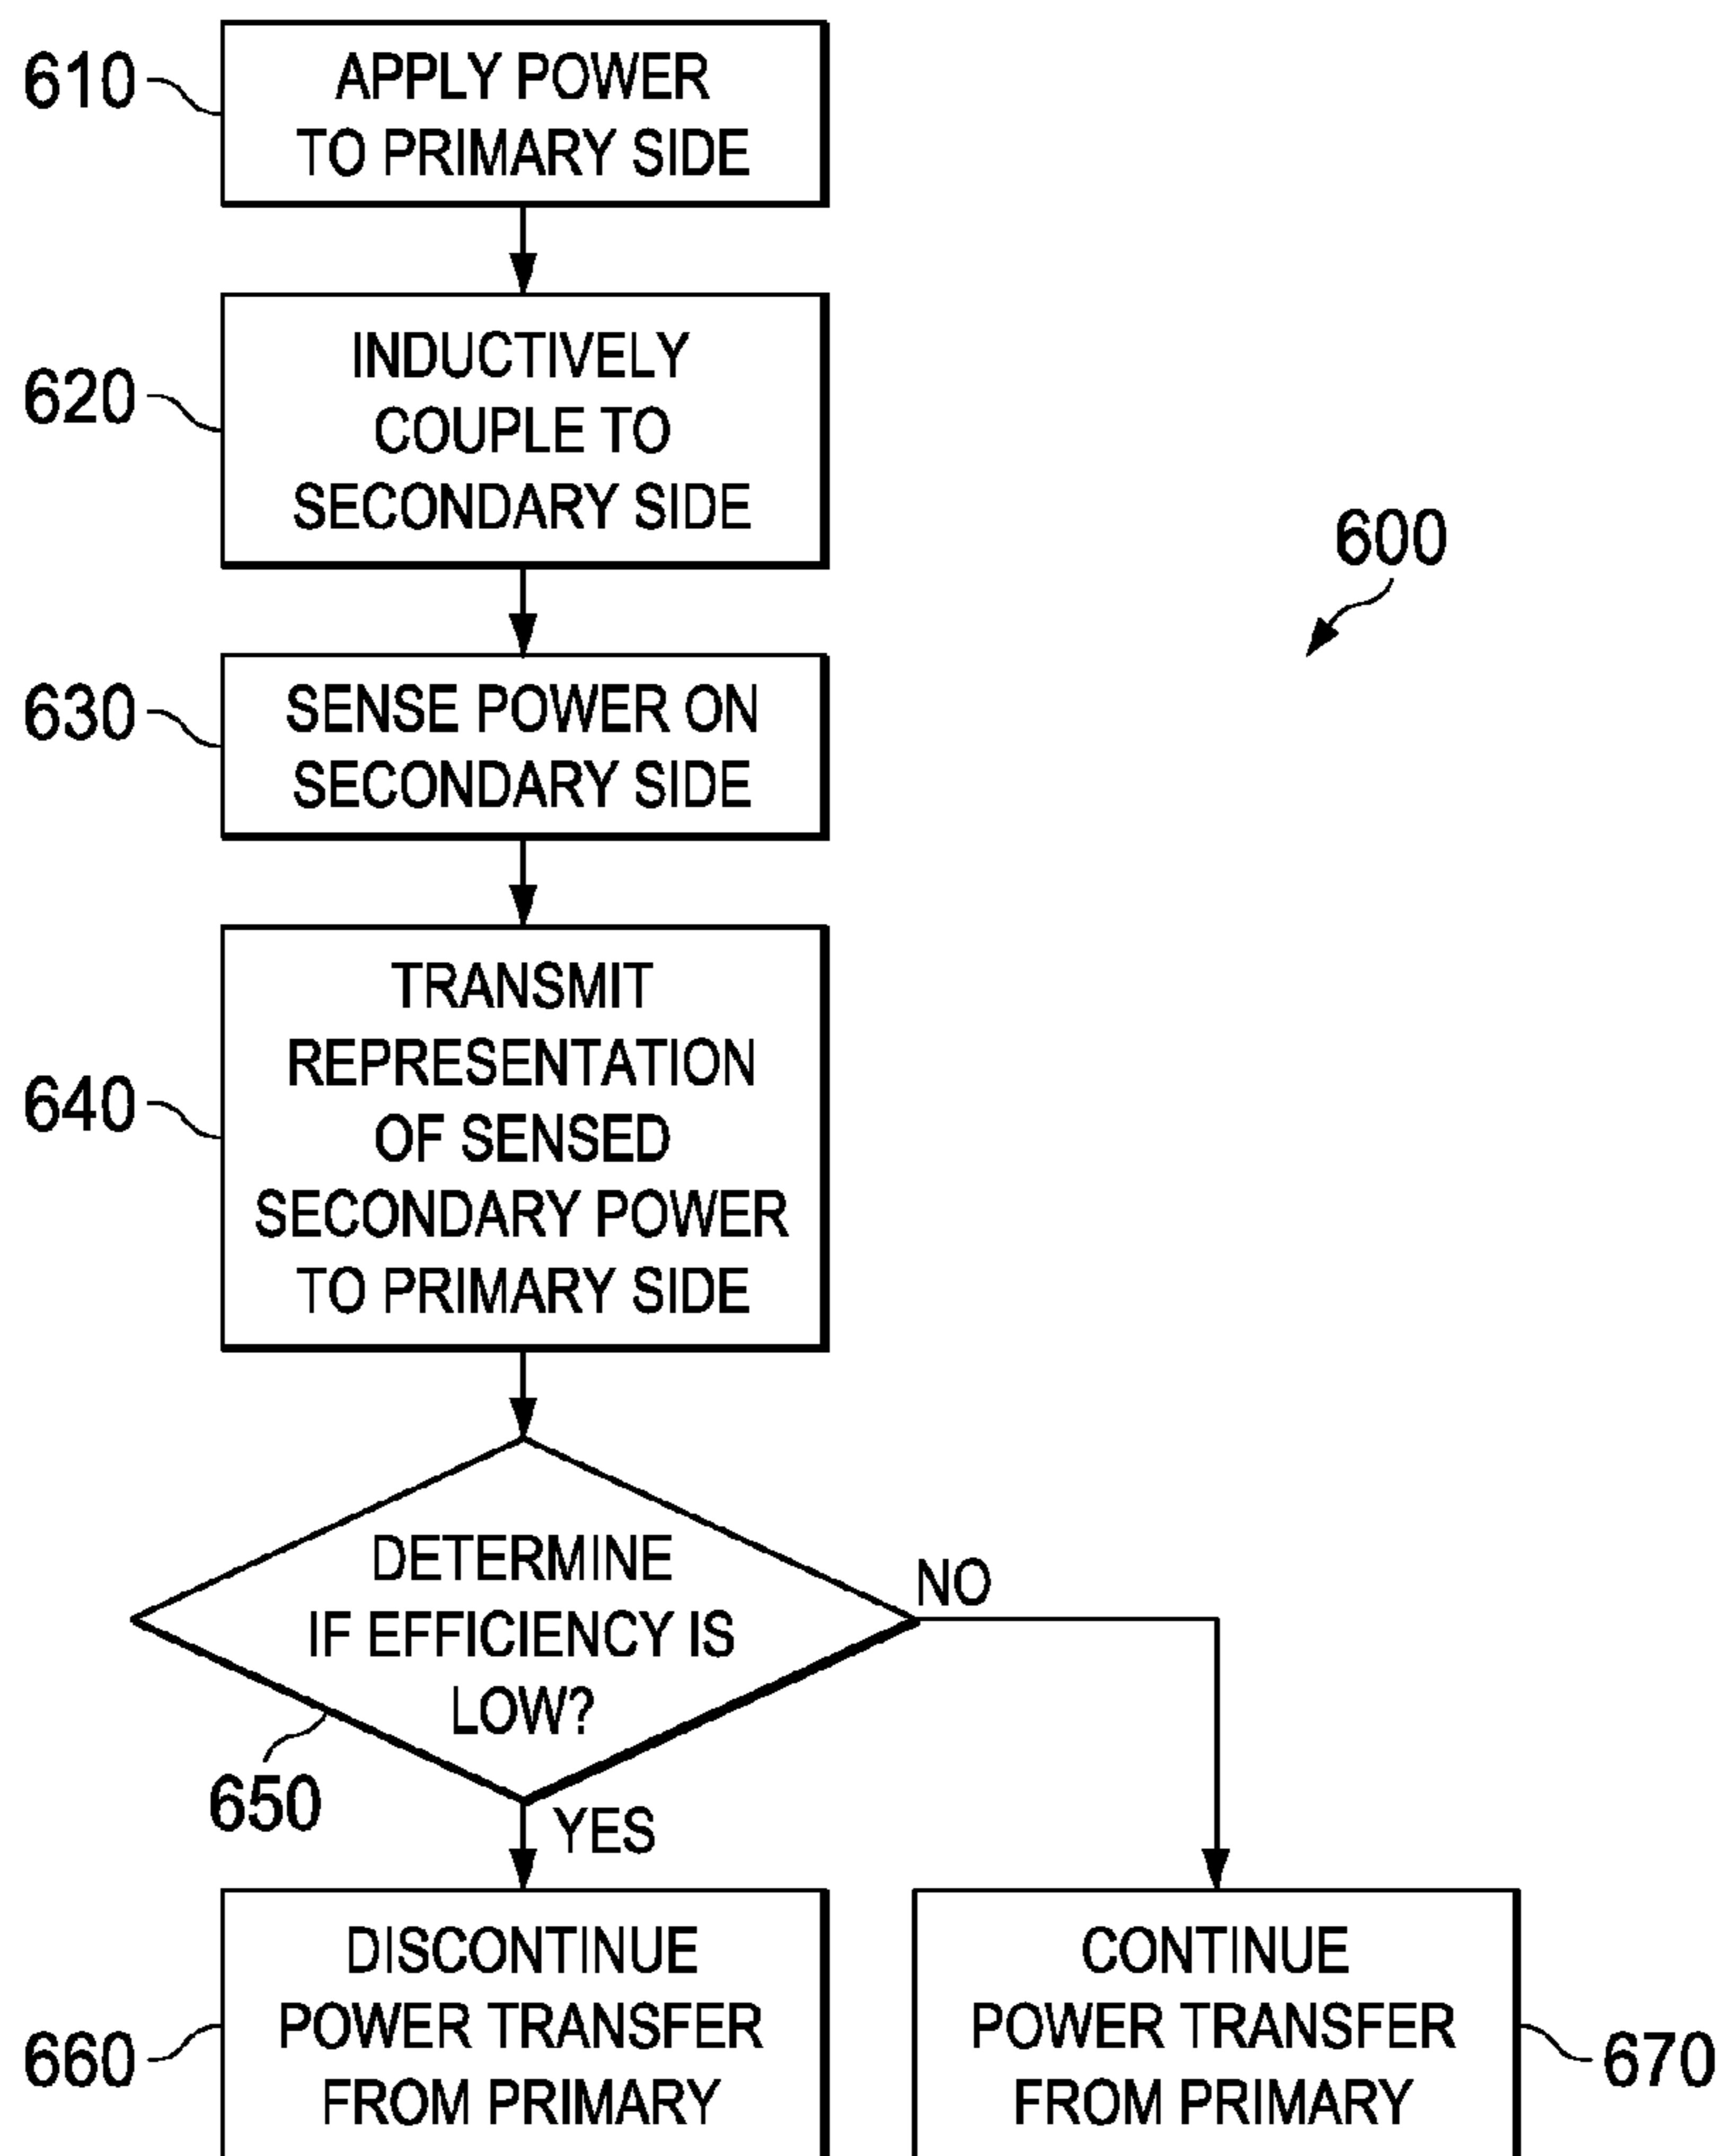 610
APPLY POWER
TO PRIMARY SIDE
620
INDUCTIVELY
COUPLE TO
SECONDARY SIDE
600
630
SENSE POWER ON
SECONDARY SIDE
640
TRANSMIT
REPRESENTATION
OF SENSED
SECONDARY POWER
TO PRIMARY SIDE
DETERMINE
IF EFFICIENCY IS
LOW?
NO
650
YES
660
DISCONTINUE
POWER TRANSFER
FROM PRIMARY
CONTINUE
POWER TRANSFER
FROM PRIMARY
670